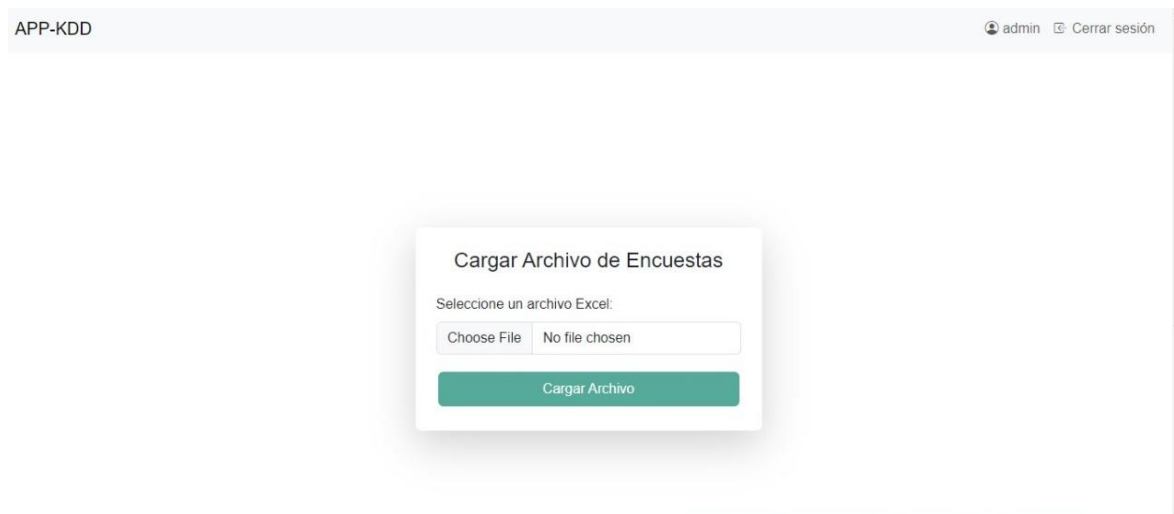 APP-KDD
admin Cerrar sesión
Cargar Archivo de Encuestas
Seleccione un archivo Excel:
Choose File No file chosen
Cargar Archivo